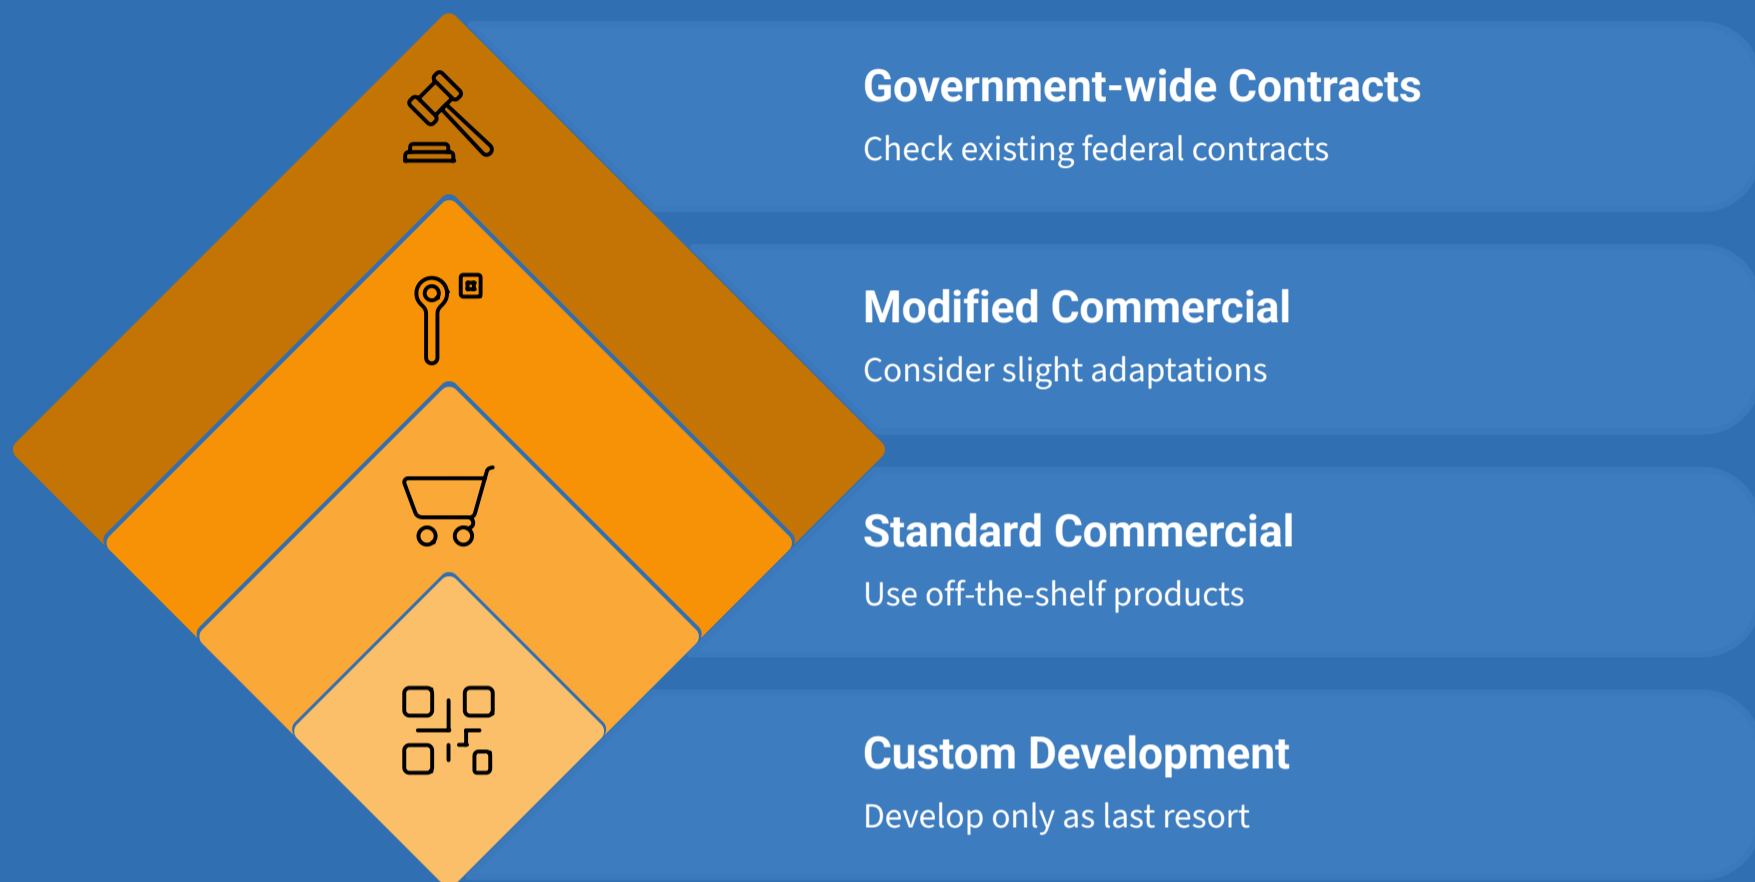 Government-wide Contracts
Check existing federal contracts
Modified Commercial
Consider slight adaptations
Standard Commercial
Use off-the-shelf products
Custom Development
Develop only as last resort